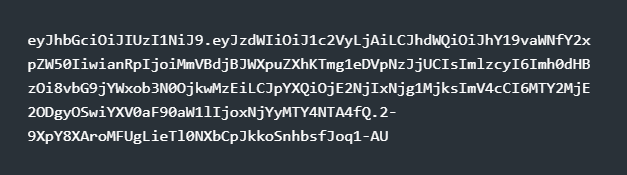 eyJhbGciOiJIUzI1NiJ9.eyJzdWIiOiJ1c2VyLjAiLCJhdWQiOiJhY19vaWNfY2x
pZW50IiwianRpIjoiMmVBdjBJWXpuZXhKTmg1eDVpNzJjUCIsImlzcyI6Imh0dHB
zOi8vbG9jYWxob3N0OjkwMzEiLCJpYXQiOjE2NjIxNjg1MjksImV4cCI6MTY2MjE
2ODgyOSwiYXV0aF90aW1lIjoxNjYyMTY4NTA4fQ.2-
9XpY8XAroMFUgLieTl0NXbCpJkkoSnhbsfJoq1-AU